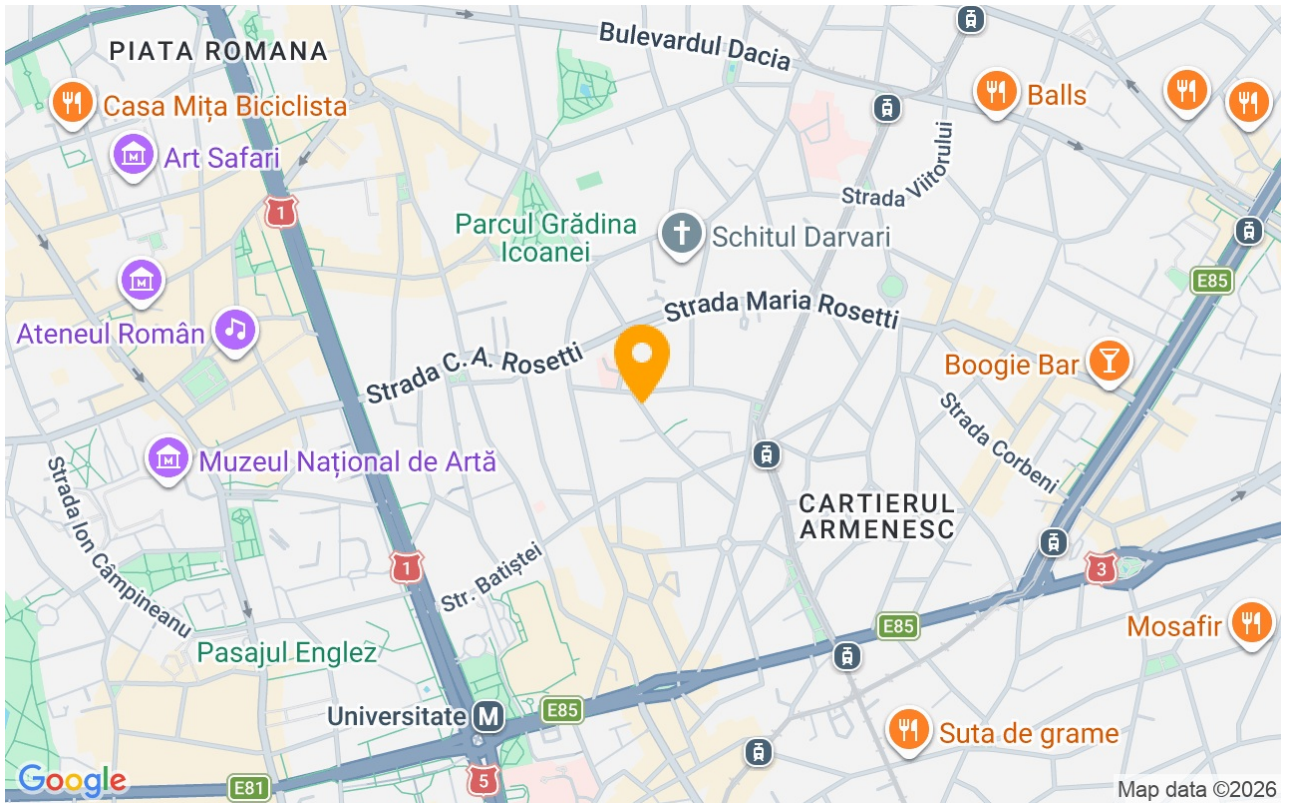 PIATA ROMANA
Bulevardul Dacia
Casa Mița Biciclista
Balls
Art Safari
Strada Viitorului
1
Parcul Grădina
Icoanei
Schitul Darvari
E85
Strada Maria Rosetti
Ateneul Român
Strada C. A. Rosetti
Boogie Bar
Strada Corbeni
Muzeul Național de Artă
Strada Ion Câmpineanu
CARTIERUL
ARMENESC
1
3
Str. Batiștei
E85
Mosafir
Pasajul Englez
Universitate M
E85
Suta de grame
Google
E81
5
Map data ©2026